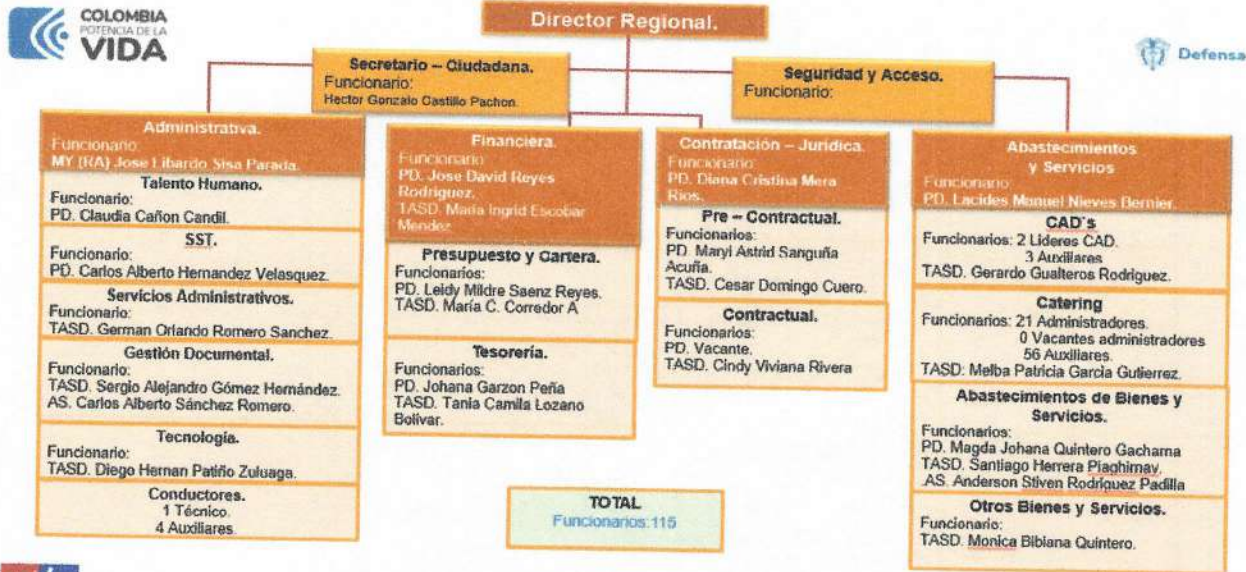 COLOMBIA
POTENCIA DE LA
VIDA
Director Regional.
Defensa
Secretario – Ciudadana.
Funcionario:
Hector Gonzalo Castillo Pachon.
Seguridad y Acceso.
Funcionario:
Administrativa.
Funcionario:
MY (RA) Jose Libardo Sisa Parada.
Talento Humano.
Funcionario:
PD. Claudia Cañon Candil.
SST.
Funcionario:
PD. Carlos Alberto Hernandez Velasquez.
Servicios Administrativos.
Funcionario:
TASD. German Orlando Romero Sanchez.
Gestión Documental.
Funcionario:
TASD. Sergio Alejandro Gómez Hernández.
AS. Carlos Alberto Sánchez Romero.
Tecnología.
Funcionario:
TASD. Diego Hernan Patiño Zuluaga.
Conductores.
1 Técnico.
4 Auxiliares.
Financiera.
Funcionario:
PD. Jose David Reyes
Rodriguez.
1ASD. Maria Ingrid Escobar
Mendez
Presupuesto y Cartera.
Funcionarios:
PD. Leidy Mildre Saenz Reyes.
TASD. María C. Corredor A
Tesorería.
Funcionarios:
PD. Johana Garzon Peña
TASD. Tania Camila Lozano
Bolivar.
Contratación – Jurídica.
Funcionario:
PD. Diana Cristina Mera
Rios.
Pre – Contractual.
Funcionarios:
PD. Maryl Astrid Sanguña
Acuña.
TASD. Cesar Domingo Cuero.
Contractual.
Funcionarios:
PD. Vacante.
TASD. Cindy Viviana Rivera
Abastecimientos
y Servicios
Funcionario:
PD. Lacides Manuel Nieves Bernier.
CAD's
Funcionarios: 2 Lideres CAD.
3 Auxiliares
TASD. Gerardo Gualteros Rodriguez.
Catering
Funcionarios: 21 Administradores.
0 Vacantes administradores
56 Auxiliares.
TASD: Melba Patricia Garcia Gutierrez.
Abastecimientos de Bienes y
Servicios.
Funcionarios:
PD. Magda Johana Quintero Gachama
TASD. Santiago Herrera Piaghimav.
AS. Anderson Stiven Rodriguez Padilla
Otros Bienes y Servicios.
Funcionario:
TASD. Monica Bibiana Quintero.
TOTAL
Funcionarios:115